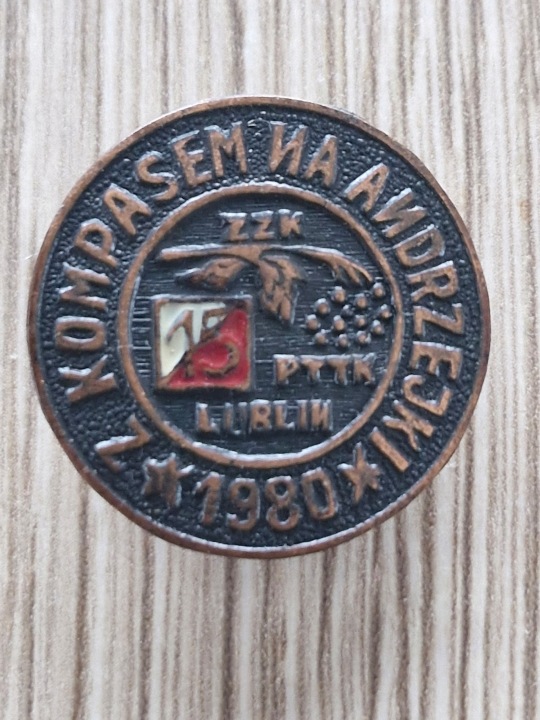 Z KOMPASEM NA ANDRZEJKI
ZZK
15
PTTK
LUBLIN
1980